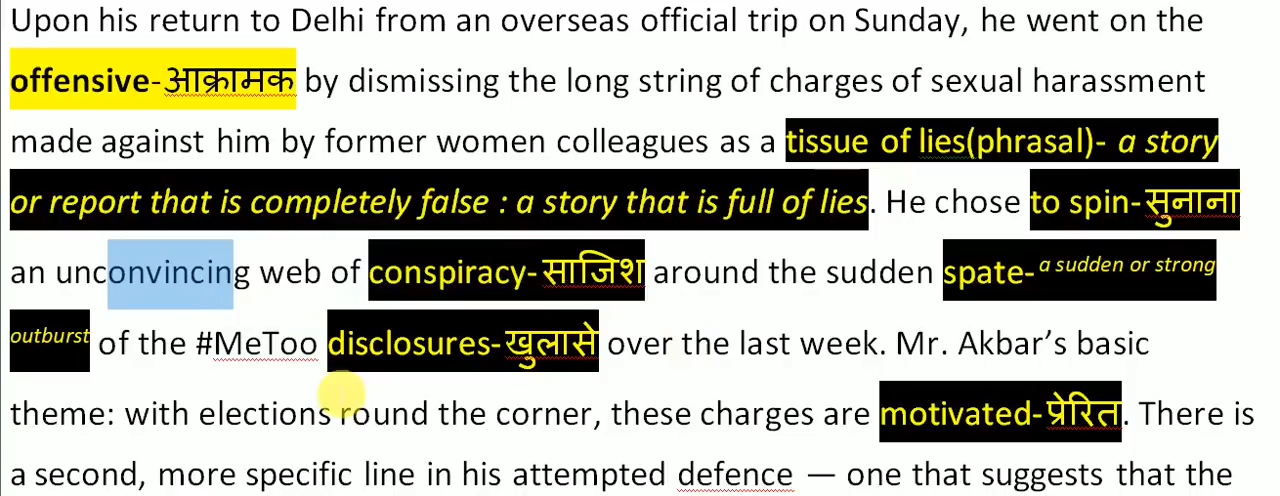 Upon his return to Delhi from an overseas official trip on Sunday, he went on the
offensive-आक्रामक by dismissing the long string of charges of sexual harassment
made against him by former women colleagues as a tissue of lies(phrasal)- a story
or report that is completely false : a story that is full of lies. He chose to spin-सुनाना
an unconvincing web of conspiracy-साजिश around the sudden spate-a sudden or strong
outburst of the #MeToo disclosures-खुलासे over the last week. Mr. Akbar’s basic
theme: with elections round the corner, these charges are motivated-प्रेरित. There is
a second, more specific line in his attempted defence — one that suggests that the